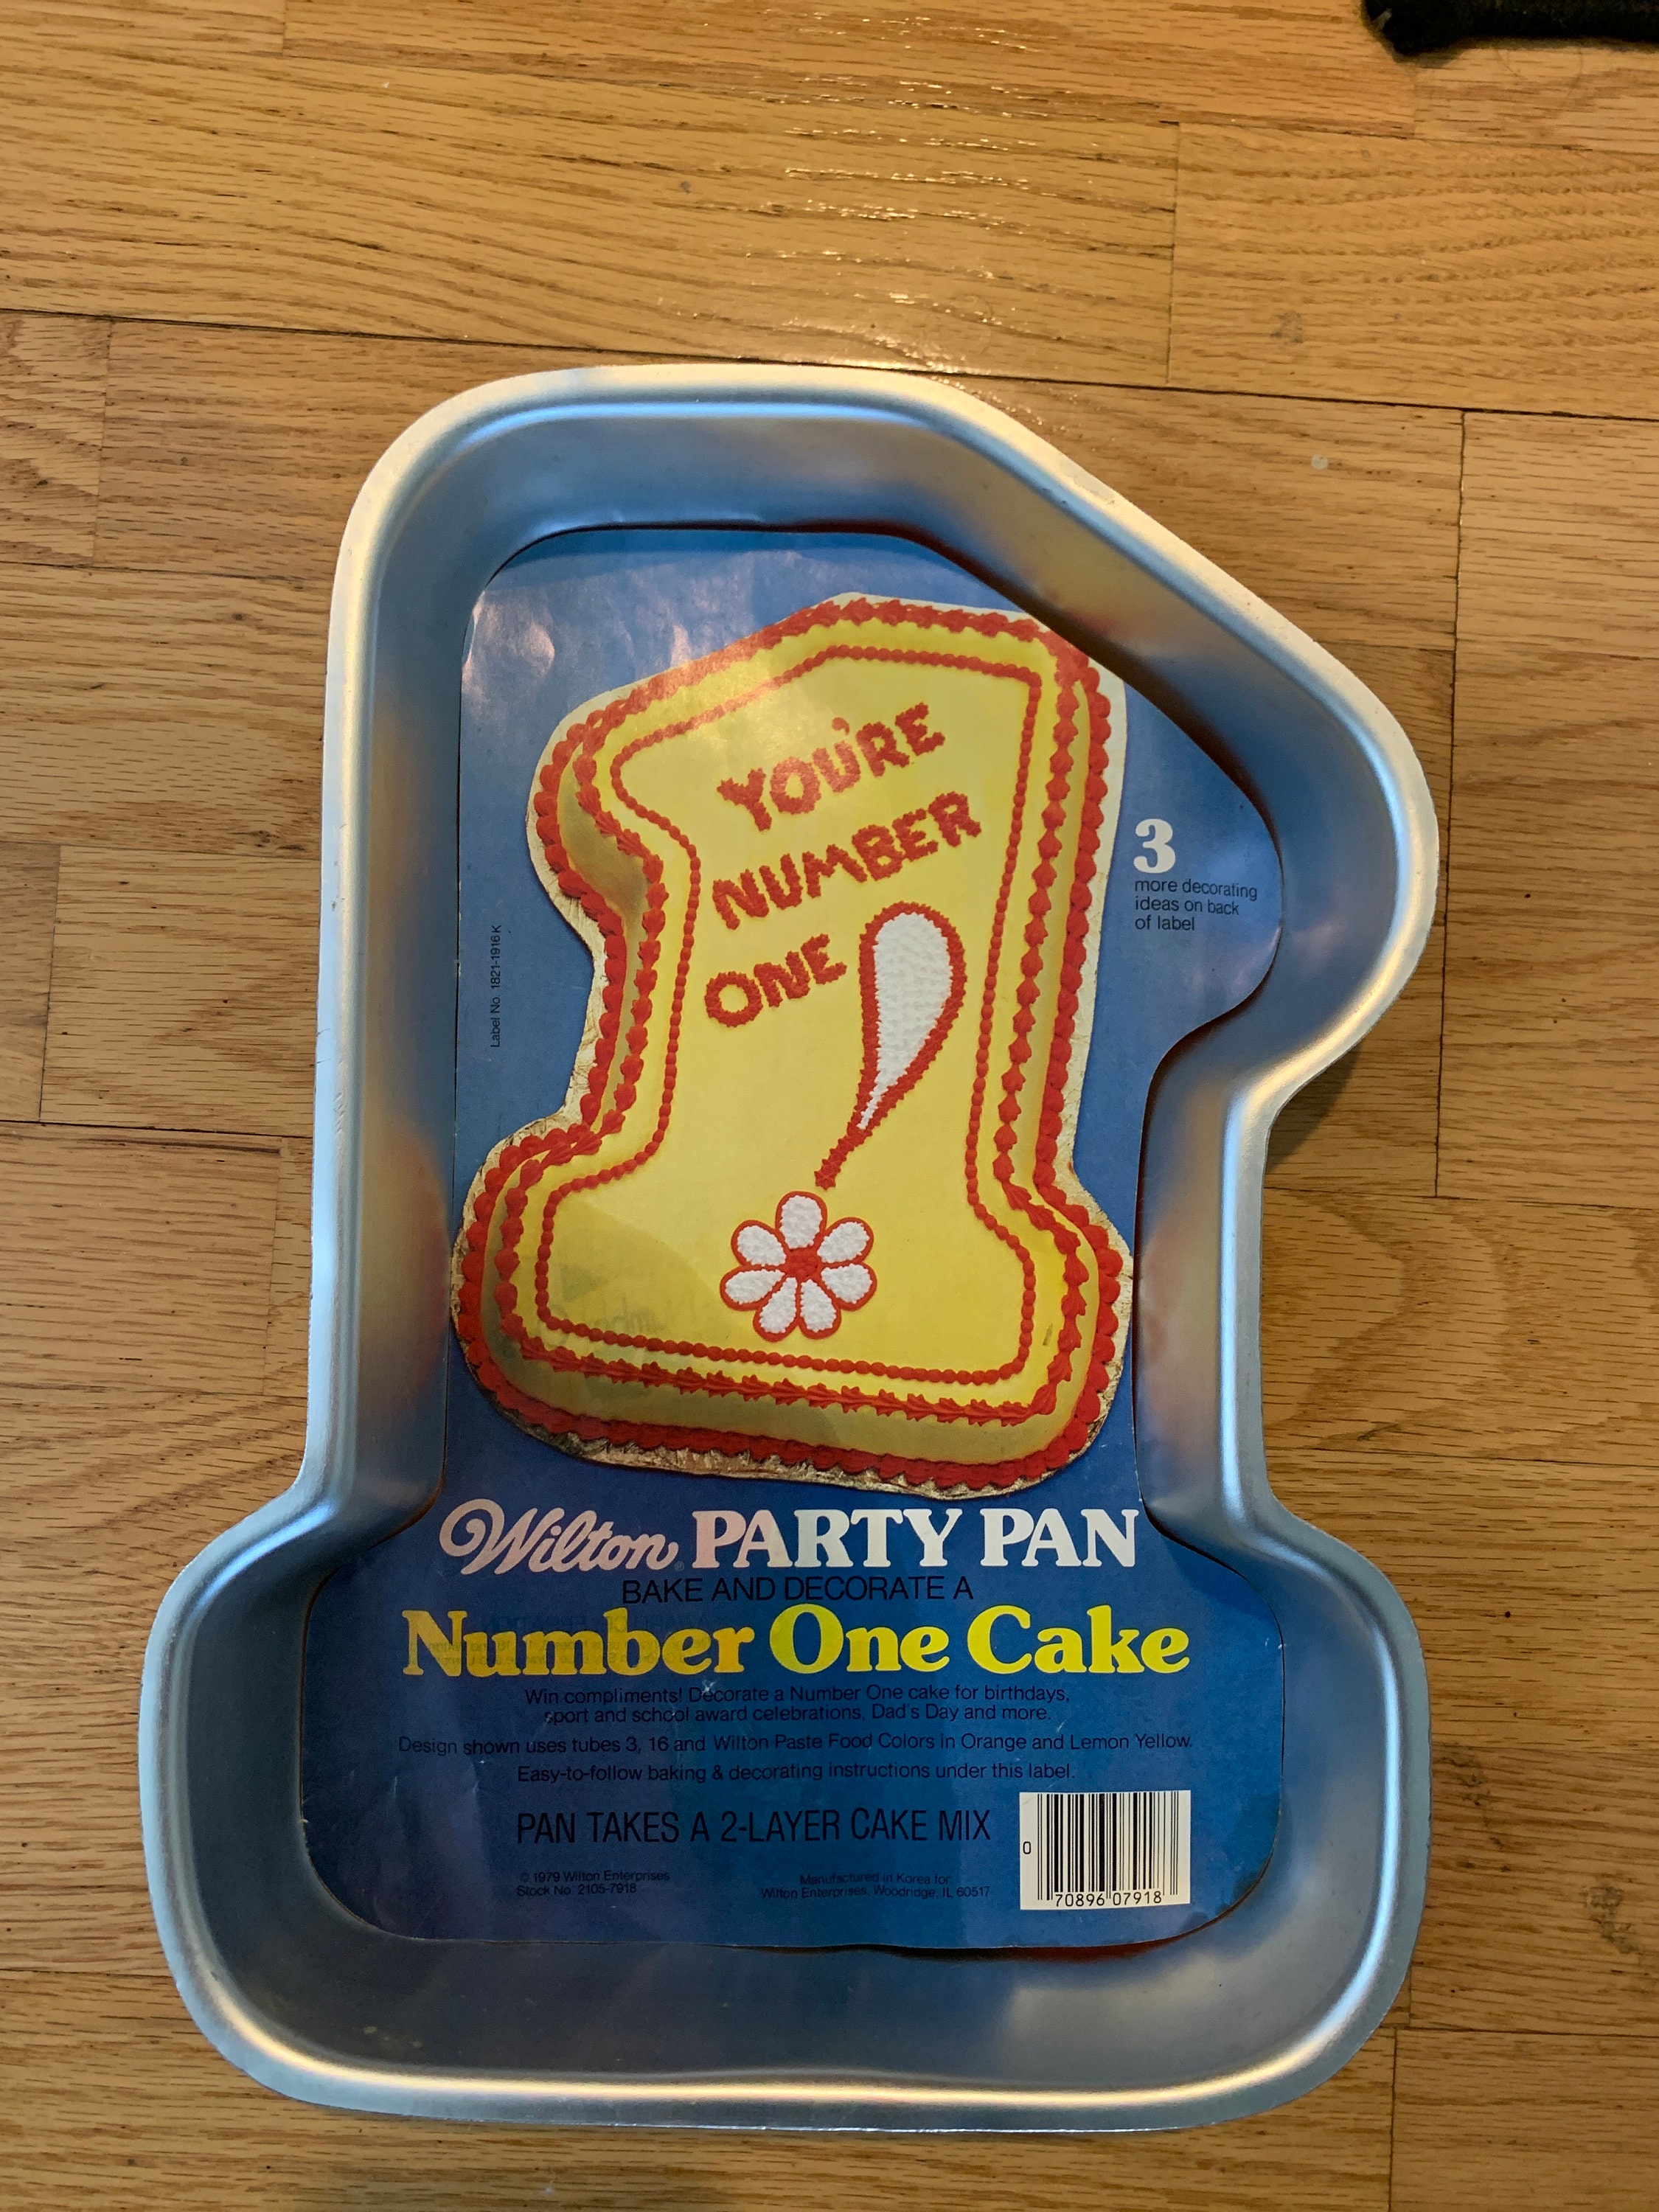 YOU'RE
NUMBER
ONE
3
more decorating
ideas on back
of label
Label No. 1821-1916 K
Wilton® PARTY PAN
BAKE AND DECORATE A
Number One Cake
Win compliments! Decorate a Number One cake for birthdays,
sport and school award celebrations, Dad's Day and more.
Design shown uses tubes 3, 16 and Wilton Paste Food Colors in Orange and Lemon Yellow.
Easy-to-follow baking & decorating instructions under this label.
PAN TAKES A 2-LAYER CAKE MIX
© 1979 Wilton Enterprises
Stock No. 2105-7918
Manufactured in Korea for:
Wilton Enterprises, Woodridge, IL 60517
0 70896 07918